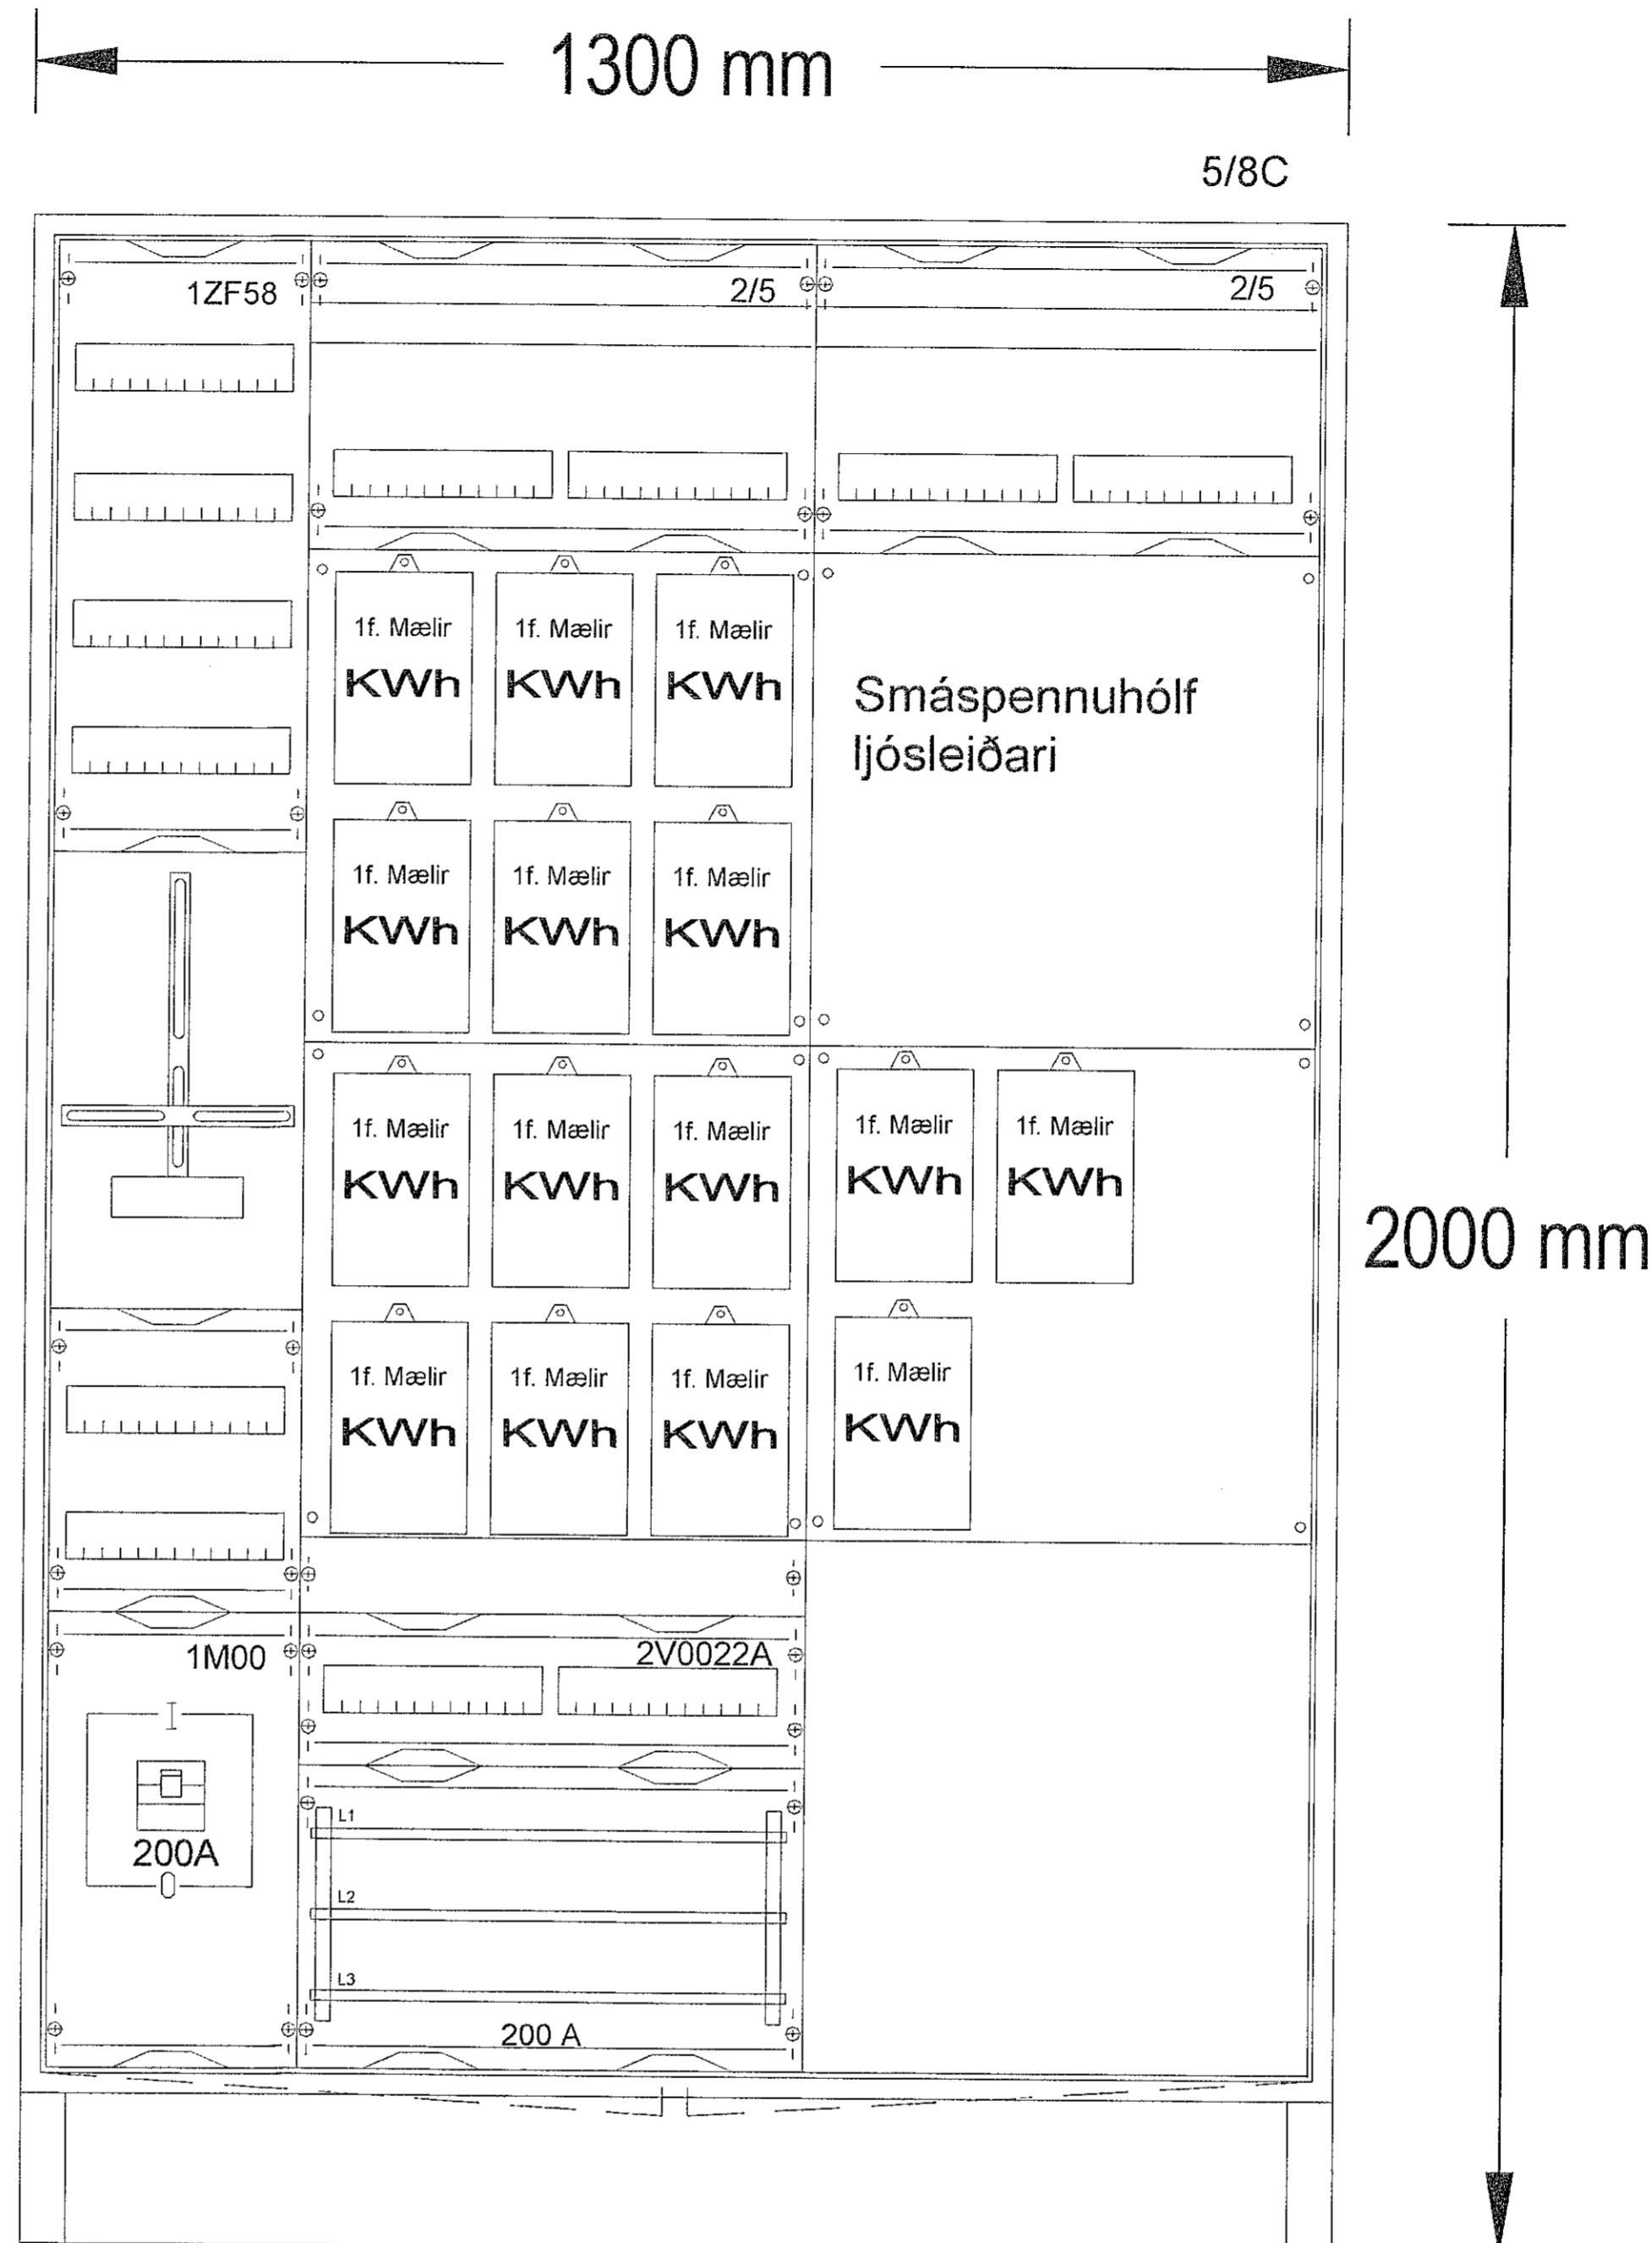 1300 mm
5/8C
1ZF58
2/5
2/5
1f. Mælir
KWh
1f. Mælir
KWh
1f. Mælir
KWh
Smáspennuhólf
ljósleiðari
1f. Mælir
KWh
1f. Mælir
KWh
1f. Mælir
KWh
1f. Mælir
KWh
1f. Mælir
KWh
1f. Mælir
KWh
1f. Mælir
KWh
1f. Mælir
KWh
2000 mm
1f. Mælir
KWh
1f. Mælir
KWh
1f. Mælir
KWh
1f. Mælir
KWh
1M00
2V0022A
200A
L1
L2
L3
200 A